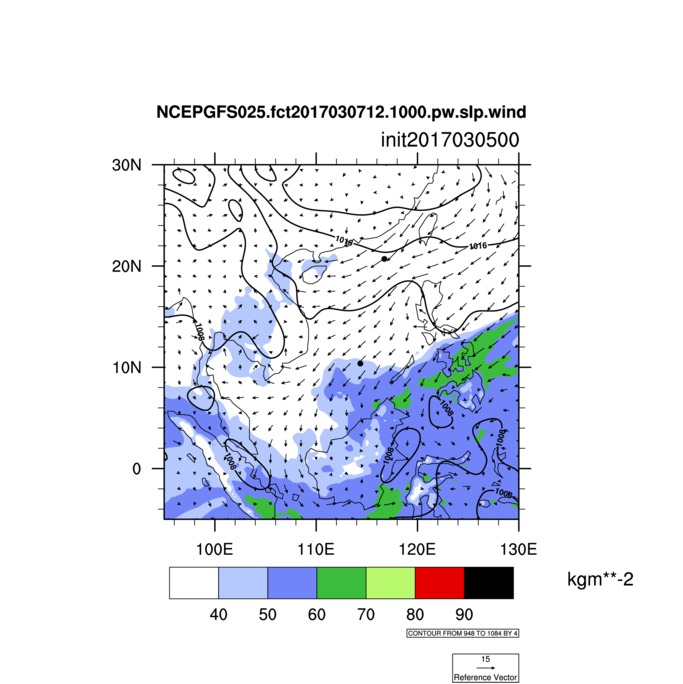 NCEPGFS025.fct2017030712.1000.pw.slp.wind
init2017030500
30N
20N
10N
0
1016
1016
1008
1008
1008
1008
1008
1008
100E 110E 120E 130E
kgm**-2
40 50 60 70 80 90
CONTOUR FROM 948 TO 1084 BY 4
15
Reference Vector